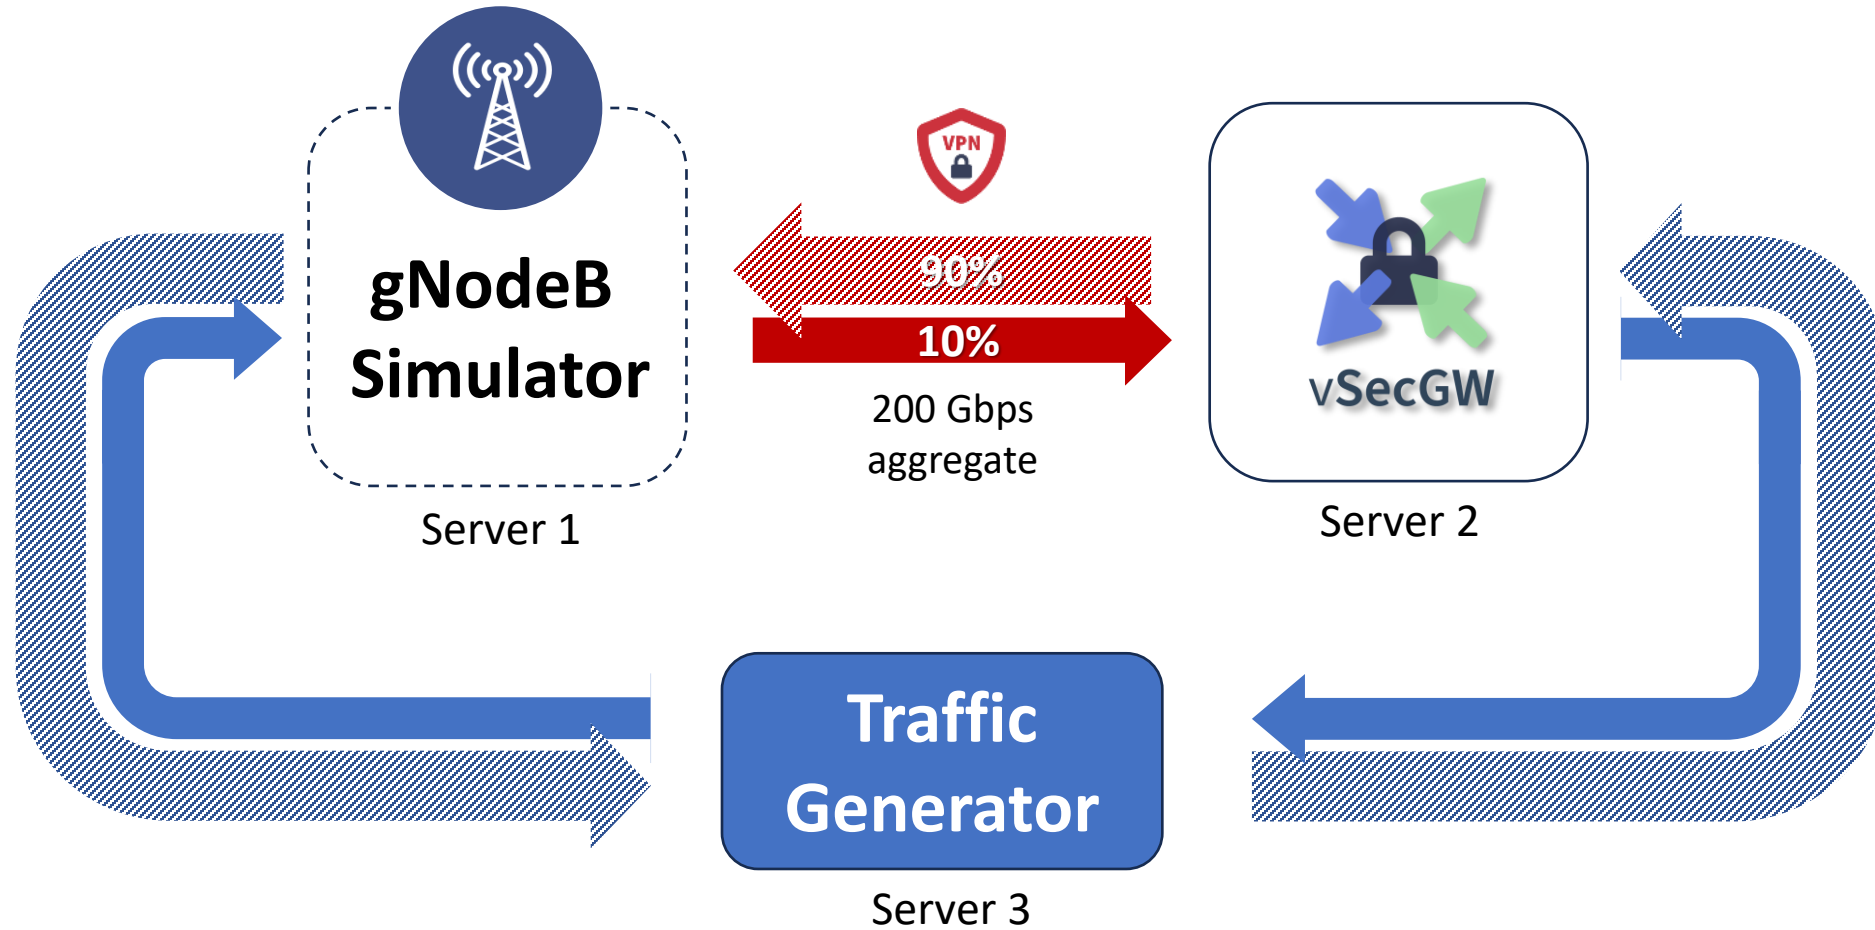 gNodeB
Simulator
Server 1
VPN
90%
10%
200 Gbps
aggregate
vSecGW
Server 2
Traffic
Generator
Server 3